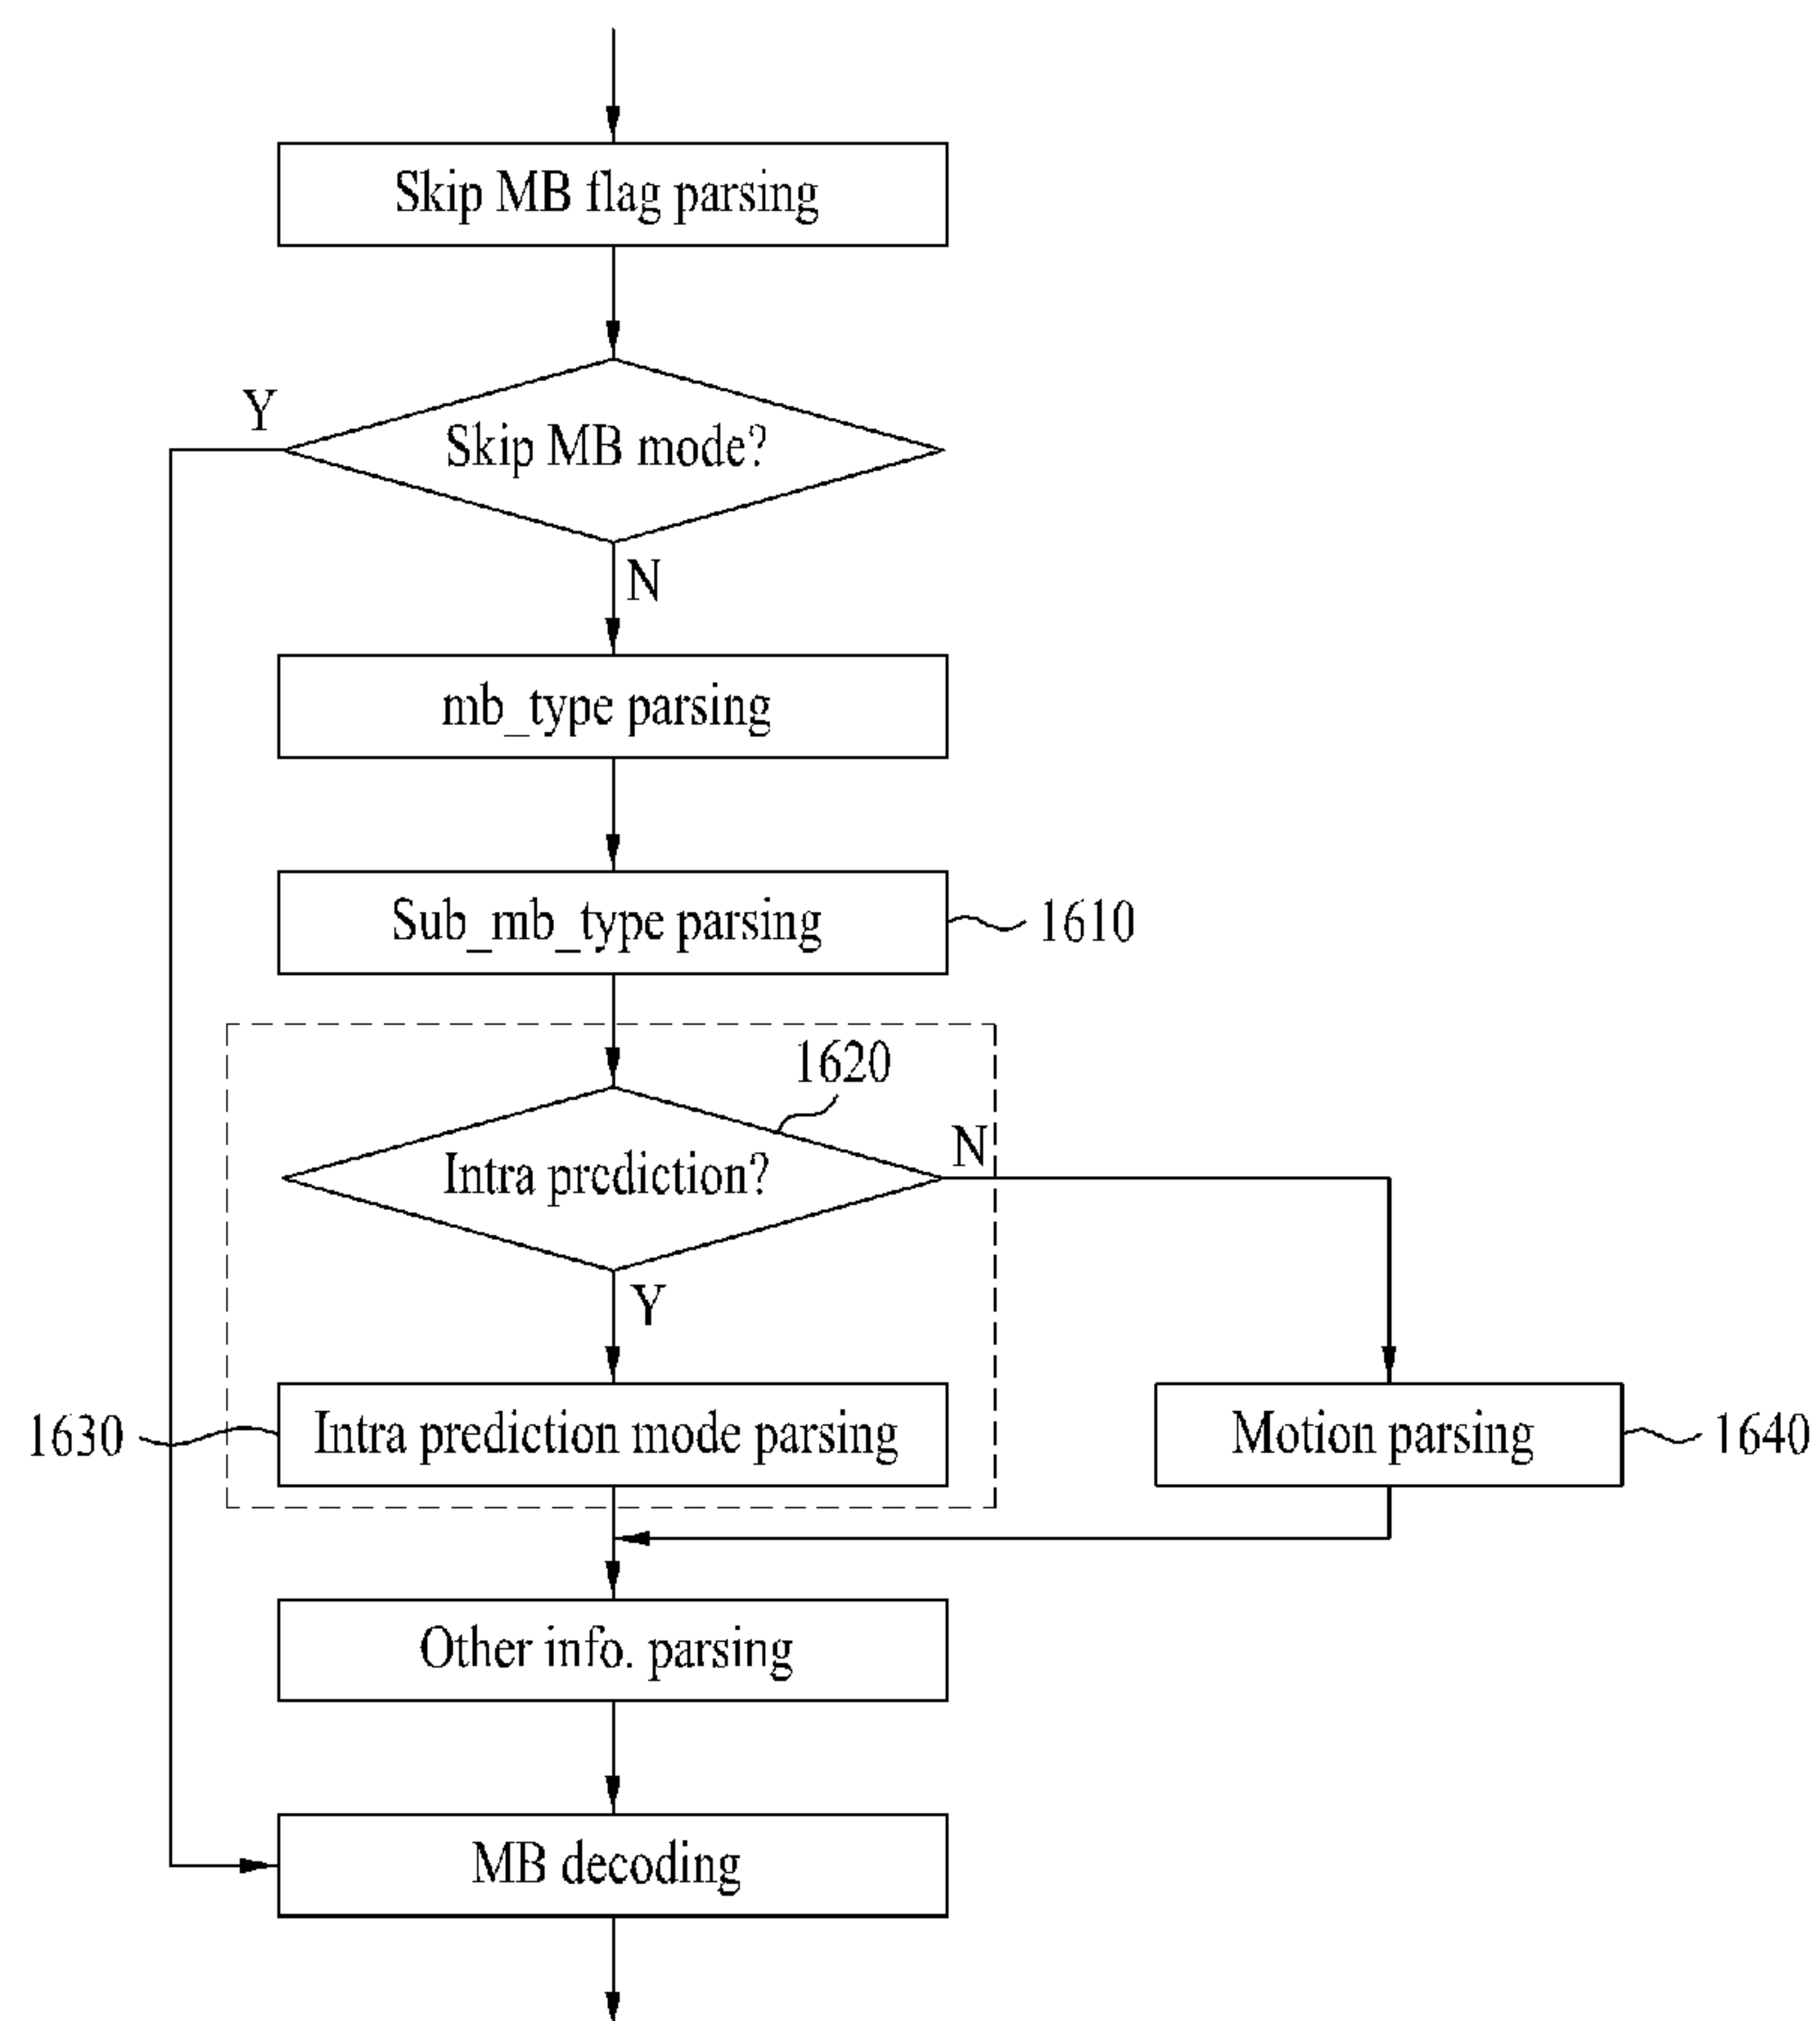 Skip MB flag parsing
Y
Skip MB mode?
N
mb_type parsing
Sub_mb_type parsing
1610
1620
Intra prediction?
N
Y
1630
Intra prediction mode parsing
Motion parsing
1640
Other info. parsing
MB decoding